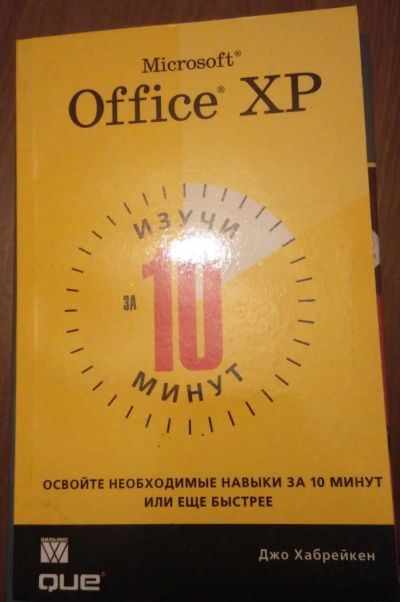 Microsoft®
Office® XP
ИЗУЧИ
ЗА
10
МИНУТ
ОСВОЙТЕ НЕОБХОДИМЫЕ НАВЫКИ ЗА 10 МИНУТ
ИЛИ ЕЩЕ БЫСТРЕЕ
ВИЛЬЯМС
Джо Хабрейкен
QUE®